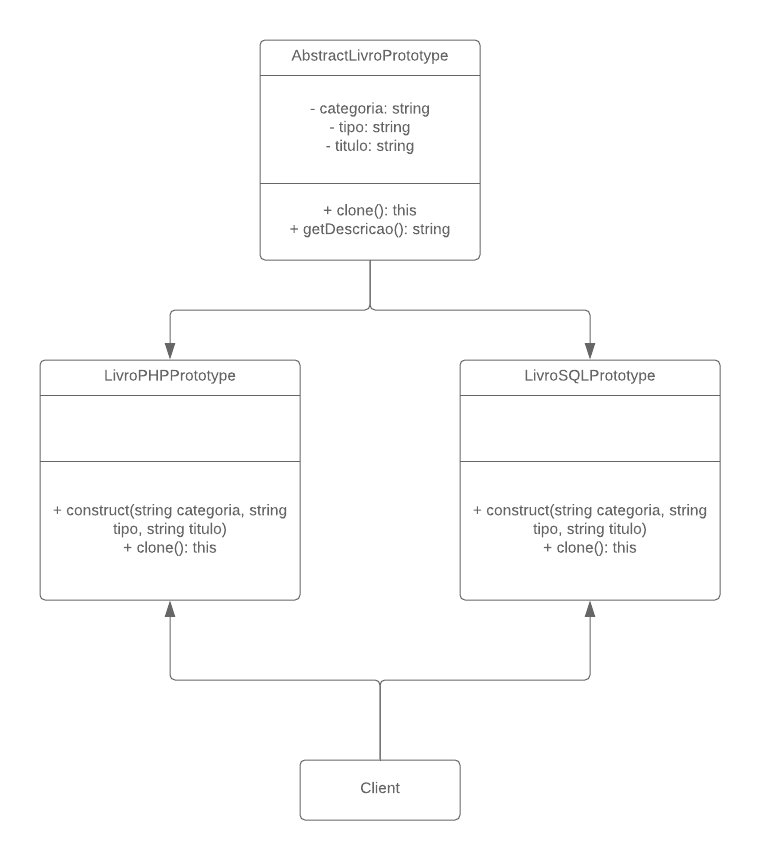 AbstractLivroPrototype
- categoria: string
- tipo: string
- titulo: string
+ clone(): this
+ getDescricao(): string
LivroPHPPrototype
+ construct(string categoria, string
tipo, string titulo)
+ clone(): this
LivroSQLPrototype
+ construct(string categoria, string
tipo, string titulo)
+ clone(): this
Client